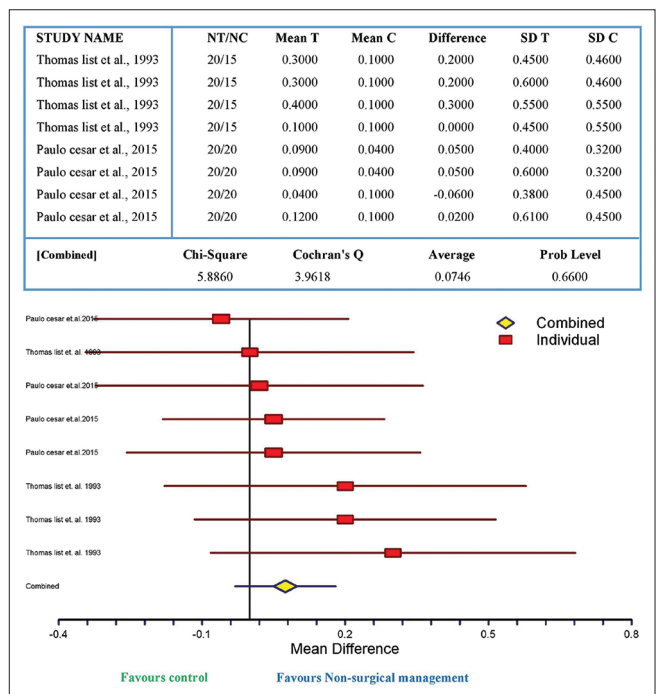 STUDY NAME NT/NC Mean T Mean C Difference SD T SD C
Thomas list et al., 1993 20/15 0.3000 0.1000 0.2000 0.4500 0.4600
Thomas list et al., 1993 20/15 0.3000 0.1000 0.2000 0.6000 0.4600
Thomas list et al., 1993 20/15 0.4000 0.1000 0.3000 0.5500 0.5500
Thomas list et al., 1993 20/15 0.1000 0.1000 0.0000 0.4500 0.5500
Paulo cesar et al., 2015 20/20 0.0900 0.0400 0.0500 0.4000 0.3200
Paulo cesar et al., 2015 20/20 0.0900 0.0400 0.0500 0.6000 0.3200
Paulo cesar et al., 2015 20/20 0.0400 0.1000 -0.0600 0.3800 0.4500
Paulo cesar et al., 2015 20/20 0.1200 0.1000 0.0200 0.6100 0.4500
[Combined] Chi-Square Cochran's Q Average Prob Level
5.8860 3.9618 0.0746 0.6600
Paulo cesar et.al.2015
Combined
Individual
Thomas list et. al. 1993
Paulo cesar et.al.2015
Paulo cesar et.al.2015
Paulo cesar et.al.2015
Thomas list et. al. 1993
Thomas list et. al. 1993
Thomas list et. al. 1993
Combined
-0.4 -0.1 0.2 0.5 0.8
Mean Difference
Favours control Favours Non-surgical management